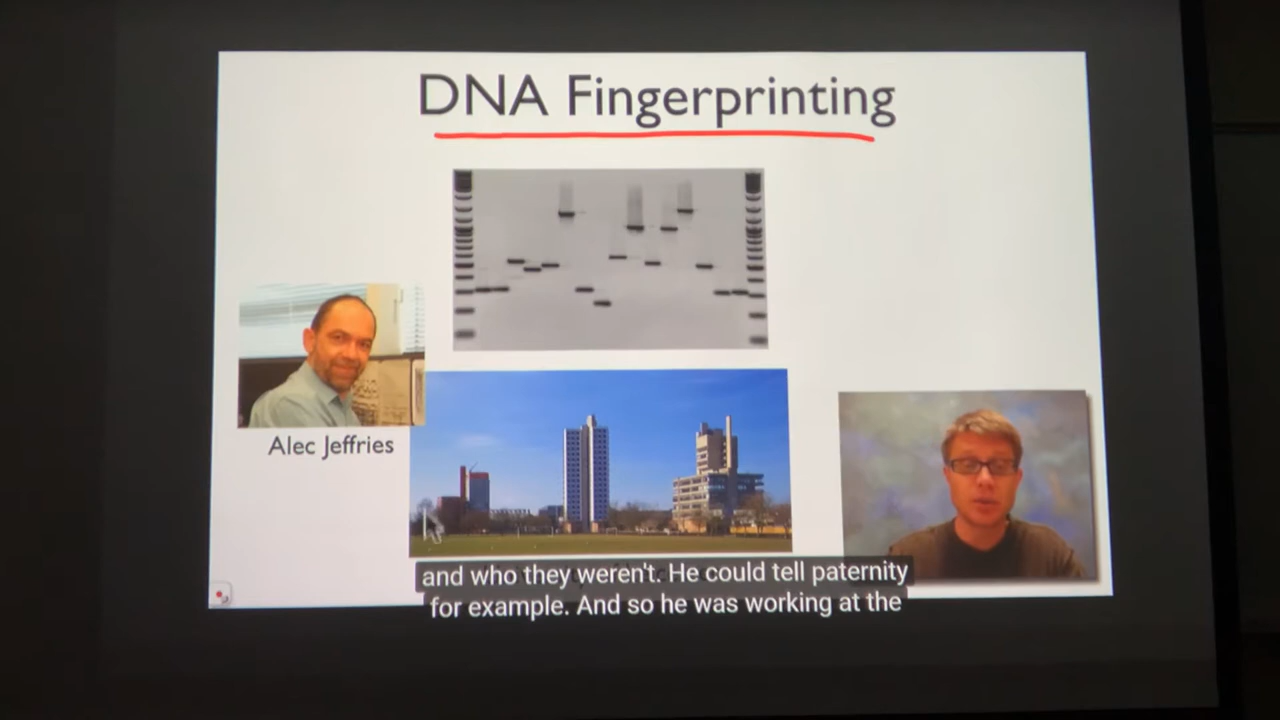 DNA Fingerprinting
Alec Jeffries
and who they weren't. He could tell paternity
for example. And so he was working at the